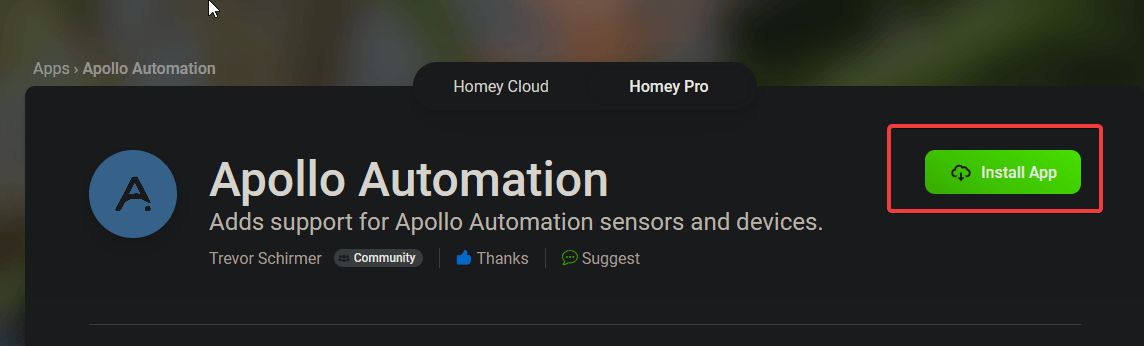 Apps › Apollo Automation
Homey Cloud Homey Pro
Apollo Automation
Install App
Adds support for Apollo Automation sensors and devices.
Trevor Schirmer Community Thanks Suggest